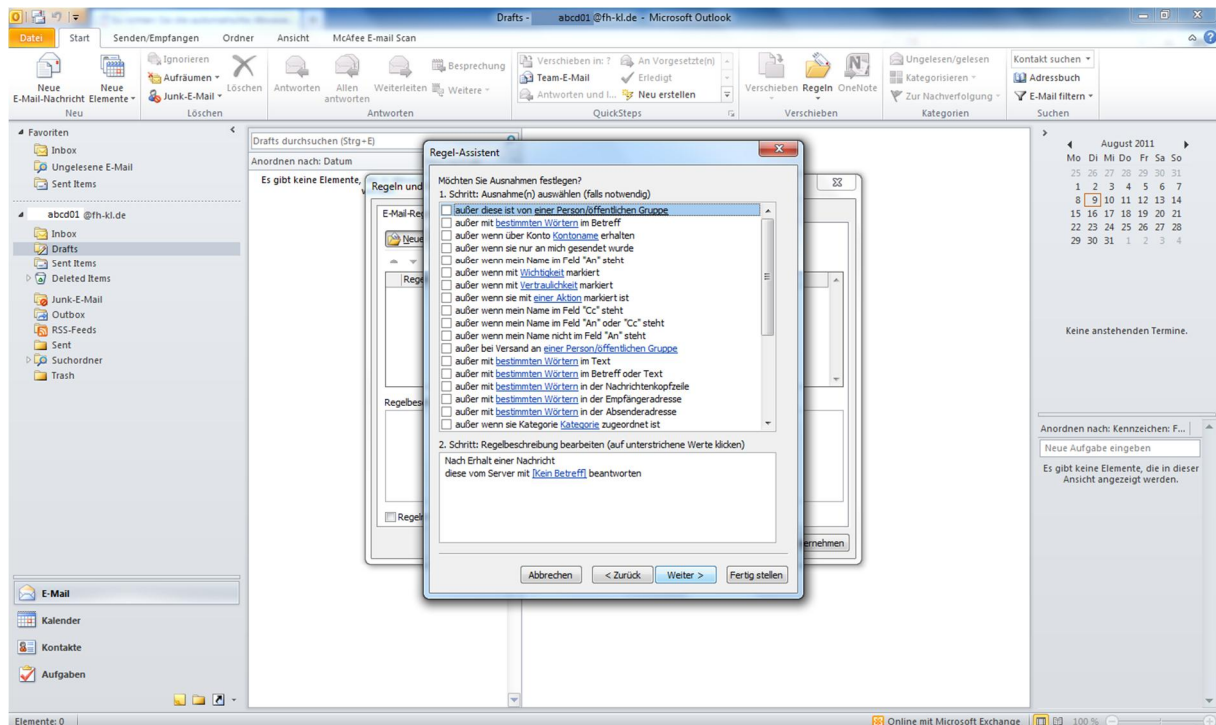 Drafts - abcd01 @fh-kl.de - Microsoft Outlook
Datei Start Senden/Empfangen Ordner Ansicht McAfee E-mail Scan
Neue E-Mail-Nachricht
Neue Elemente
Neu
Ignorieren
Aufräumen
Junk-E-Mail
Löschen
Löschen
Antworten
Allen antworten
Weiterleiten
Besprechung
Weitere
Antworten
Verschieben in: ?
Team-E-Mail
Antworten und l...
An Vorgesetzte(n)
Erledigt
Neu erstellen
QuickSteps
Verschieben
Regeln
OneNote
Verschieben
Ungelesen/gelesen
Kategorisieren
Zur Nachverfolgung
Kategorien
Kontakt suchen
Adressbuch
E-Mail filtern
Suchen
Favoriten
Inbox
Ungelesene E-Mail
Sent Items
abcd01 @fh-kl.de
Inbox
Drafts
Sent Items
Deleted Items
Junk-E-Mail
Outbox
RSS-Feeds
Sent
Suchordner
Trash
E-Mail
Kalender
Kontakte
Aufgaben
Drafts durchsuchen (Strg+E)
Anordnen nach: Datum
Es gibt keine Elemente,
Regeln und
E-Mail-Reg
Neue
Rege
Regelbes
Regeln
ernehmen
Regel-Assistent
Möchten Sie Ausnahmen festlegen?
1. Schritt: Ausnahme(n) auswählen (falls notwendig)
außer diese ist von einer Person/öffentlichen Gruppe
außer mit bestimmten Wörtern im Betreff
außer wenn über Konto Kontoname erhalten
außer wenn sie nur an mich gesendet wurde
außer wenn mein Name im Feld "An" steht
außer wenn mit Wichtigkeit markiert
außer wenn mit Vertraulichkeit markiert
außer wenn sie mit einer Aktion markiert ist
außer wenn mein Name im Feld "Cc" steht
außer wenn mein Name im Feld "An" oder "Cc" steht
außer wenn mein Name nicht im Feld "An" steht
außer bei Versand an einer Person/öffentlichen Gruppe
außer mit bestimmten Wörtern im Text
außer mit bestimmten Wörtern im Betreff oder Text
außer mit bestimmten Wörtern in der Nachrichtenkopfzeile
außer mit bestimmten Wörtern in der Empfängeradresse
außer mit bestimmten Wörtern in der Absenderadresse
außer wenn sie Kategorie Kategorie zugeordnet ist
2. Schritt: Regelbeschreibung bearbeiten (auf unterstrichene Werte klicken)
Nach Erhalt einer Nachricht
diese vom Server mit [Kein Betreff] beantworten
Abbrechen < Zurück Weiter > Fertig stellen
August 2011
Mo Di Mi Do Fr Sa So
25 26 27 28 29 30 31
1 2 3 4 5 6 7
8 9 10 11 12 13 14
15 16 17 18 19 20 21
22 23 24 25 26 27 28
29 30 31 1 2 3 4
Keine anstehenden Termine.
Anordnen nach: Kennzeichen: F...
Neue Aufgabe eingeben
Es gibt keine Elemente, die in dieser
Ansicht angezeigt werden.
Elemente: 0
Online mit Microsoft Exchange
100 %